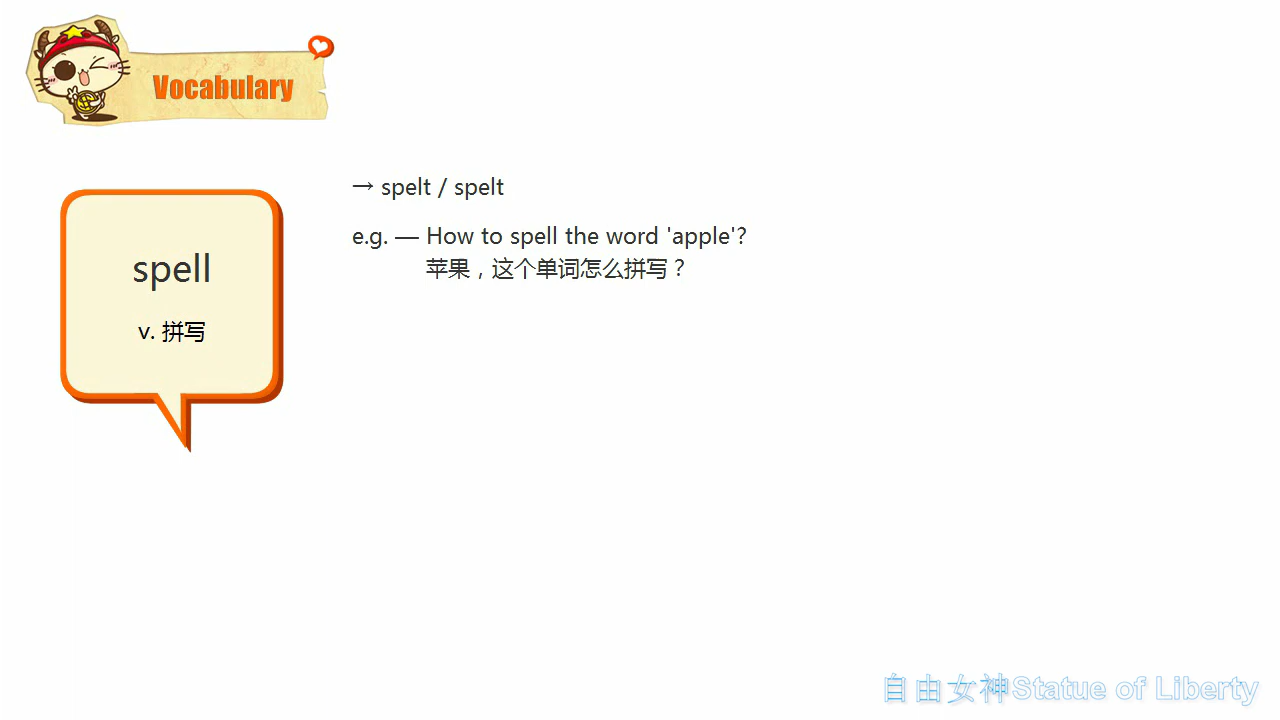 Vocabulary
→ spelt / spelt
e.g. — How to spell the word 'apple'?
苹果，这个单词怎么拼写？
spell
v. 拼写
自由女神Statue of Liberty